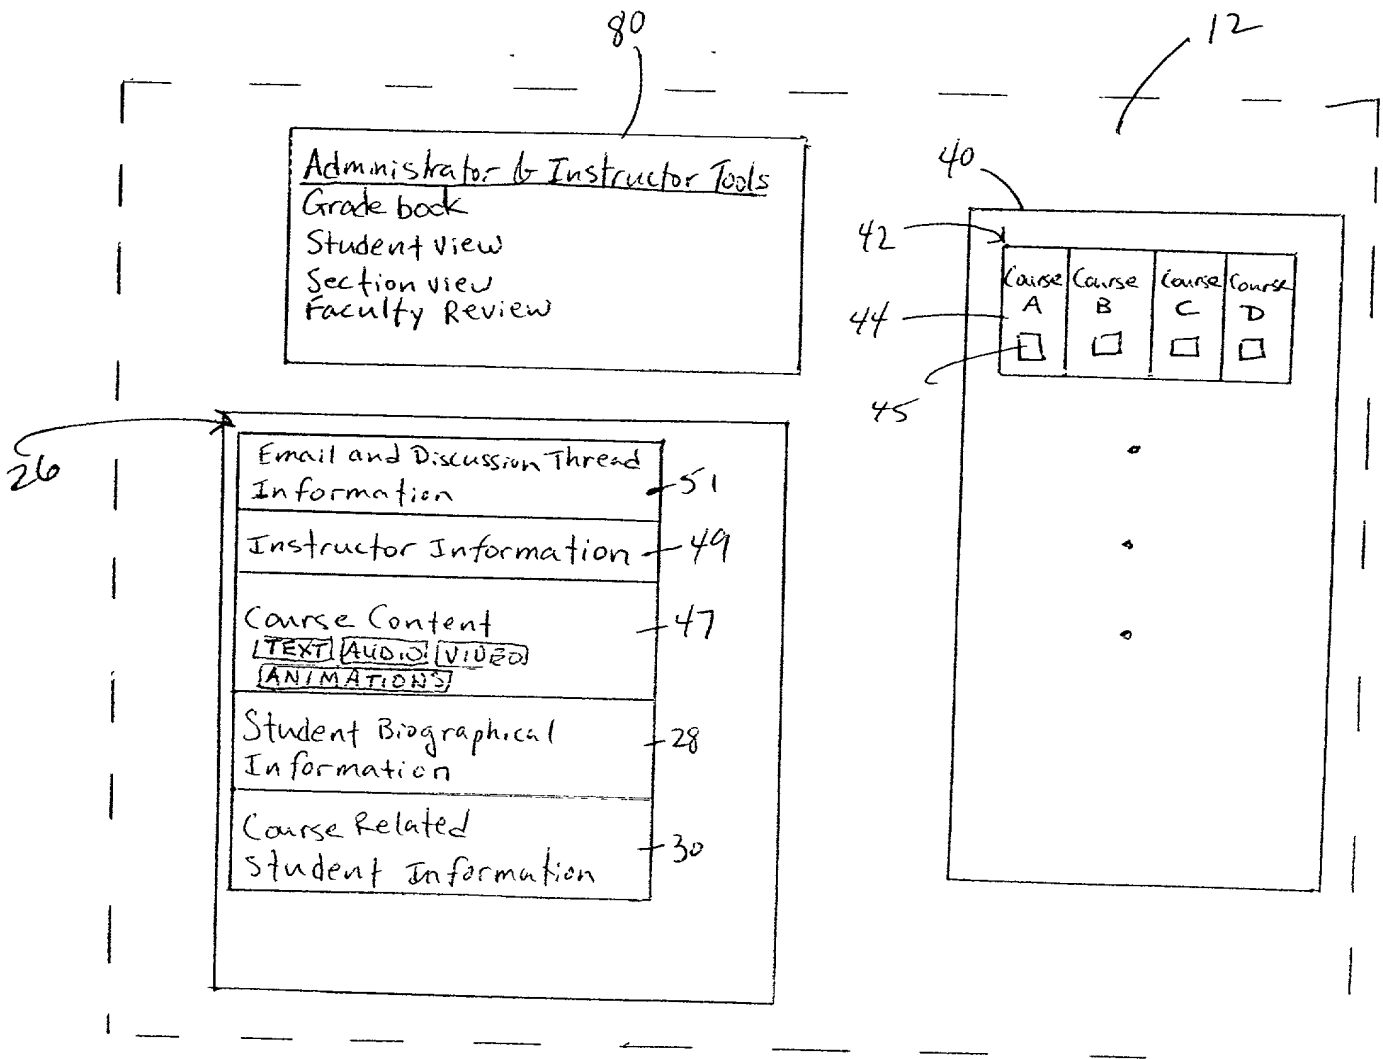 80
12
Administrator & Instructor Tools
Grade book
Student view
Section view
Faculty Review
40
42
Course A
Course B
Course C
Course D
44
45
26
Email and Discussion Thread
Information
51
Instructor Information
49
Course Content
47
TEXT AUDIO VIDEO
ANIMATIONS
Student Biographical
Information
28
Course Related
Student Information
30